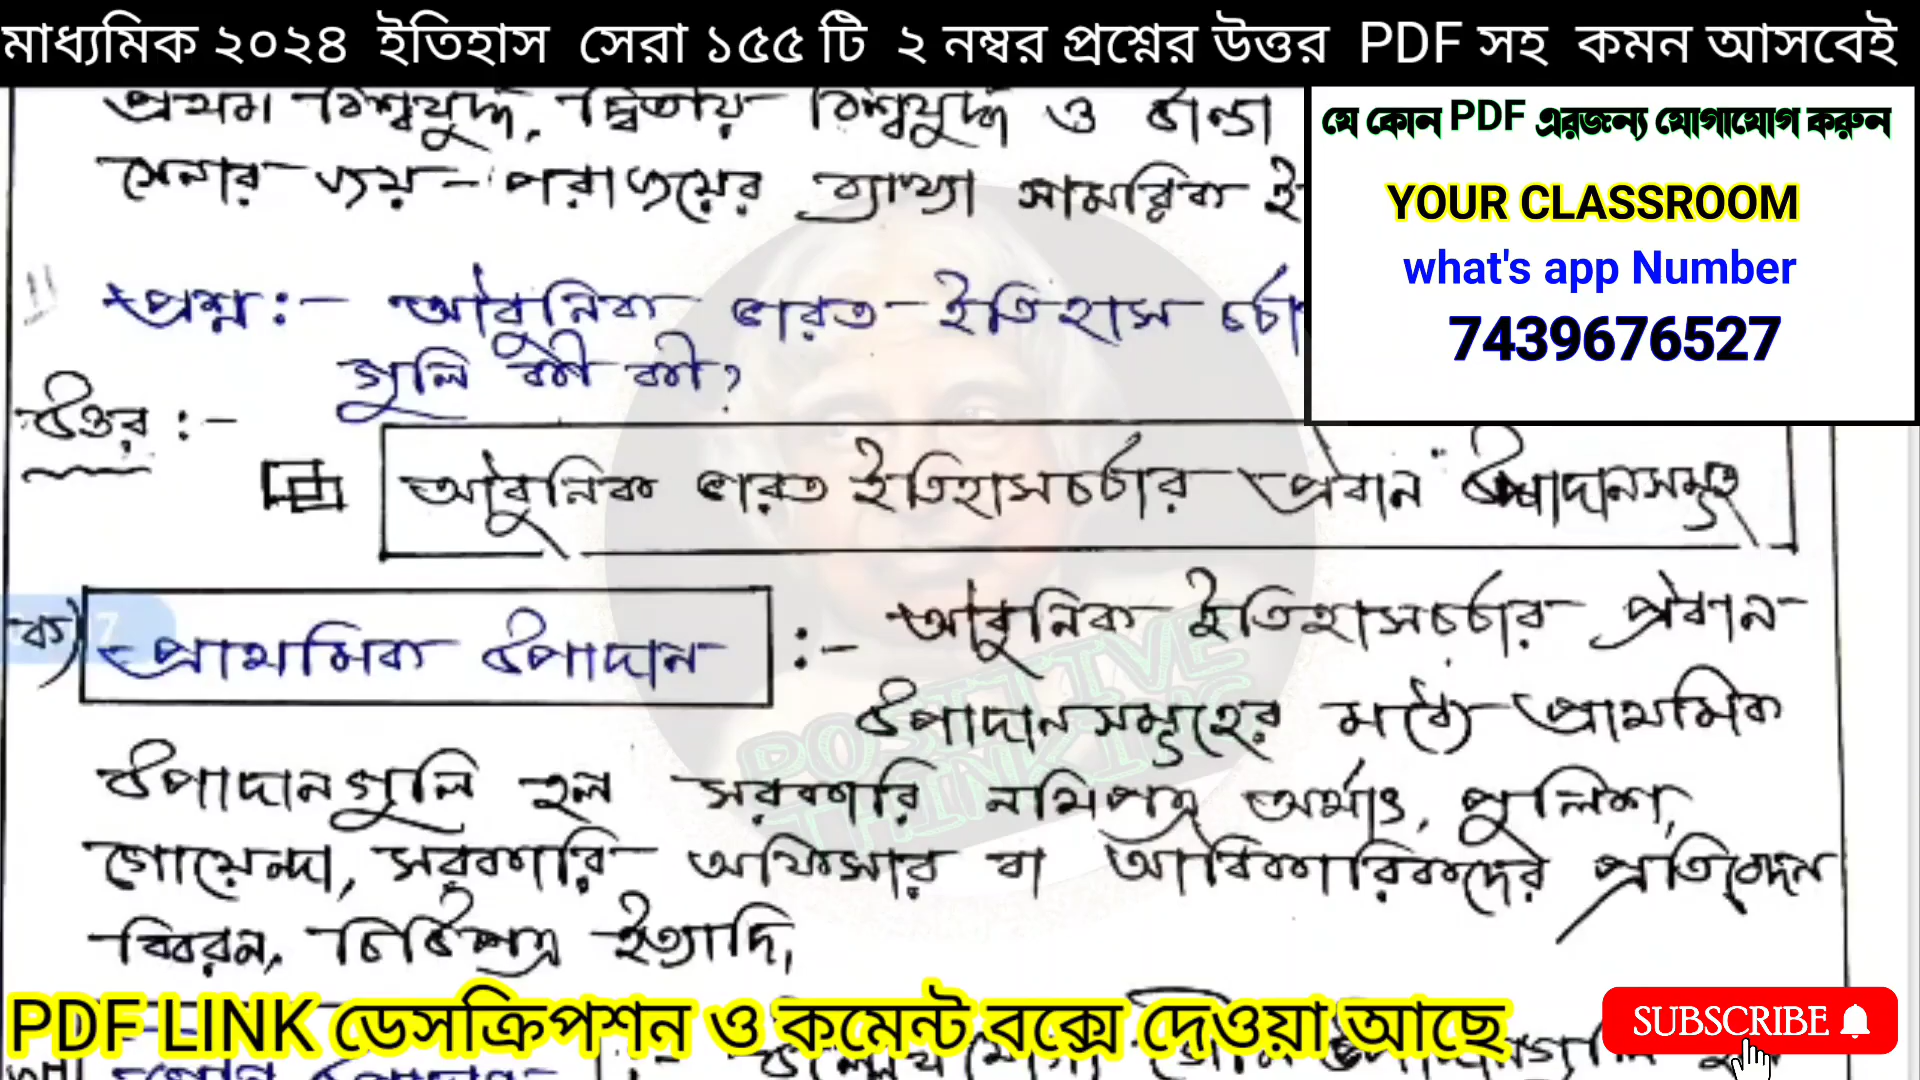 মাধ্যমিক ২০২৪ ইতিহাস সেরা ১৫৫ টি ২ নম্বর প্রশ্নের উত্তর PDF সহ কমন আসবেই
প্রথম বিশ্বযুদ্ধ, দ্বিতীয় বিশ্বযুদ্ধ ও ঠান্ডা
সেনার জয়-পরাজয়ের ব্যাখ্যা সামরিক ই
যে কোন PDF এরজন্য যোগাযোগ করুন
YOUR CLASSROOM
what's app Number
7439676527
প্রশ্ন:- আধুনিক ভারত-ইতিহাস চর্চা
গুলি কী কী?
উত্তর :-
আধুনিক ভারত ইতিহাসচর্চার প্রধান উপাদানসমূহ
ক) প্রাথমিক উপাদান :- আধুনিক ইতিহাসচর্চার প্রধান
উপাদানসমূহের মধ্যে প্রাথমিক
উপাদানগুলি হল সরকারি নথিপত্র অর্থাৎ, পুলিশ,
গোয়েন্দা, সরকারি অফিসার বা আধিকারিকদের প্রতিবেদন
বিবরন, চিঠিপত্র ইত্যাদি,
POSITIVE
THINKING
PDF LINK ডেসক্রিপশন ও কমেন্ট বক্সে দেওয়া আছে
SUBSCRIBE